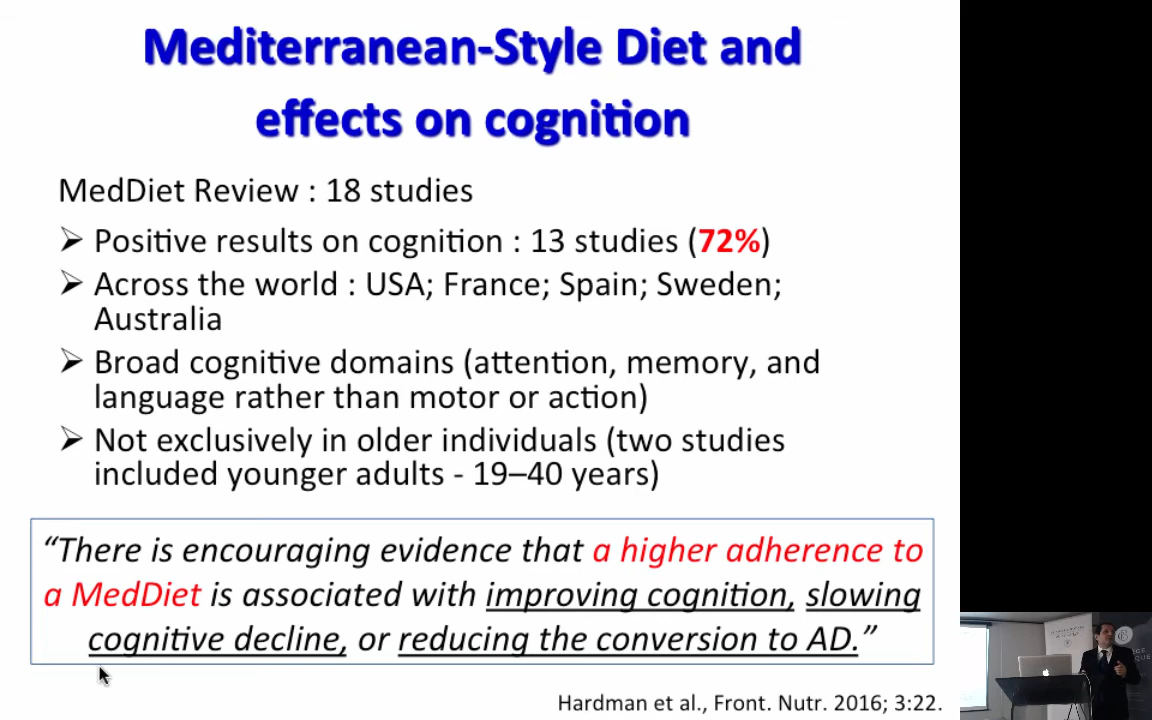 Mediterranean-Style Diet and
effects on cognition
MedDiet Review : 18 studies
➢ Positive results on cognition : 13 studies (72%)
➢ Across the world : USA; France; Spain; Sweden;
Australia
➢ Broad cognitive domains (attention, memory, and
language rather than motor or action)
➢ Not exclusively in older individuals (two studies
included younger adults - 19–40 years)
“There is encouraging evidence that a higher adherence to
a MedDiet is associated with improving cognition, slowing
cognitive decline, or reducing the conversion to AD.”
Hardman et al., Front. Nutr. 2016; 3:22.